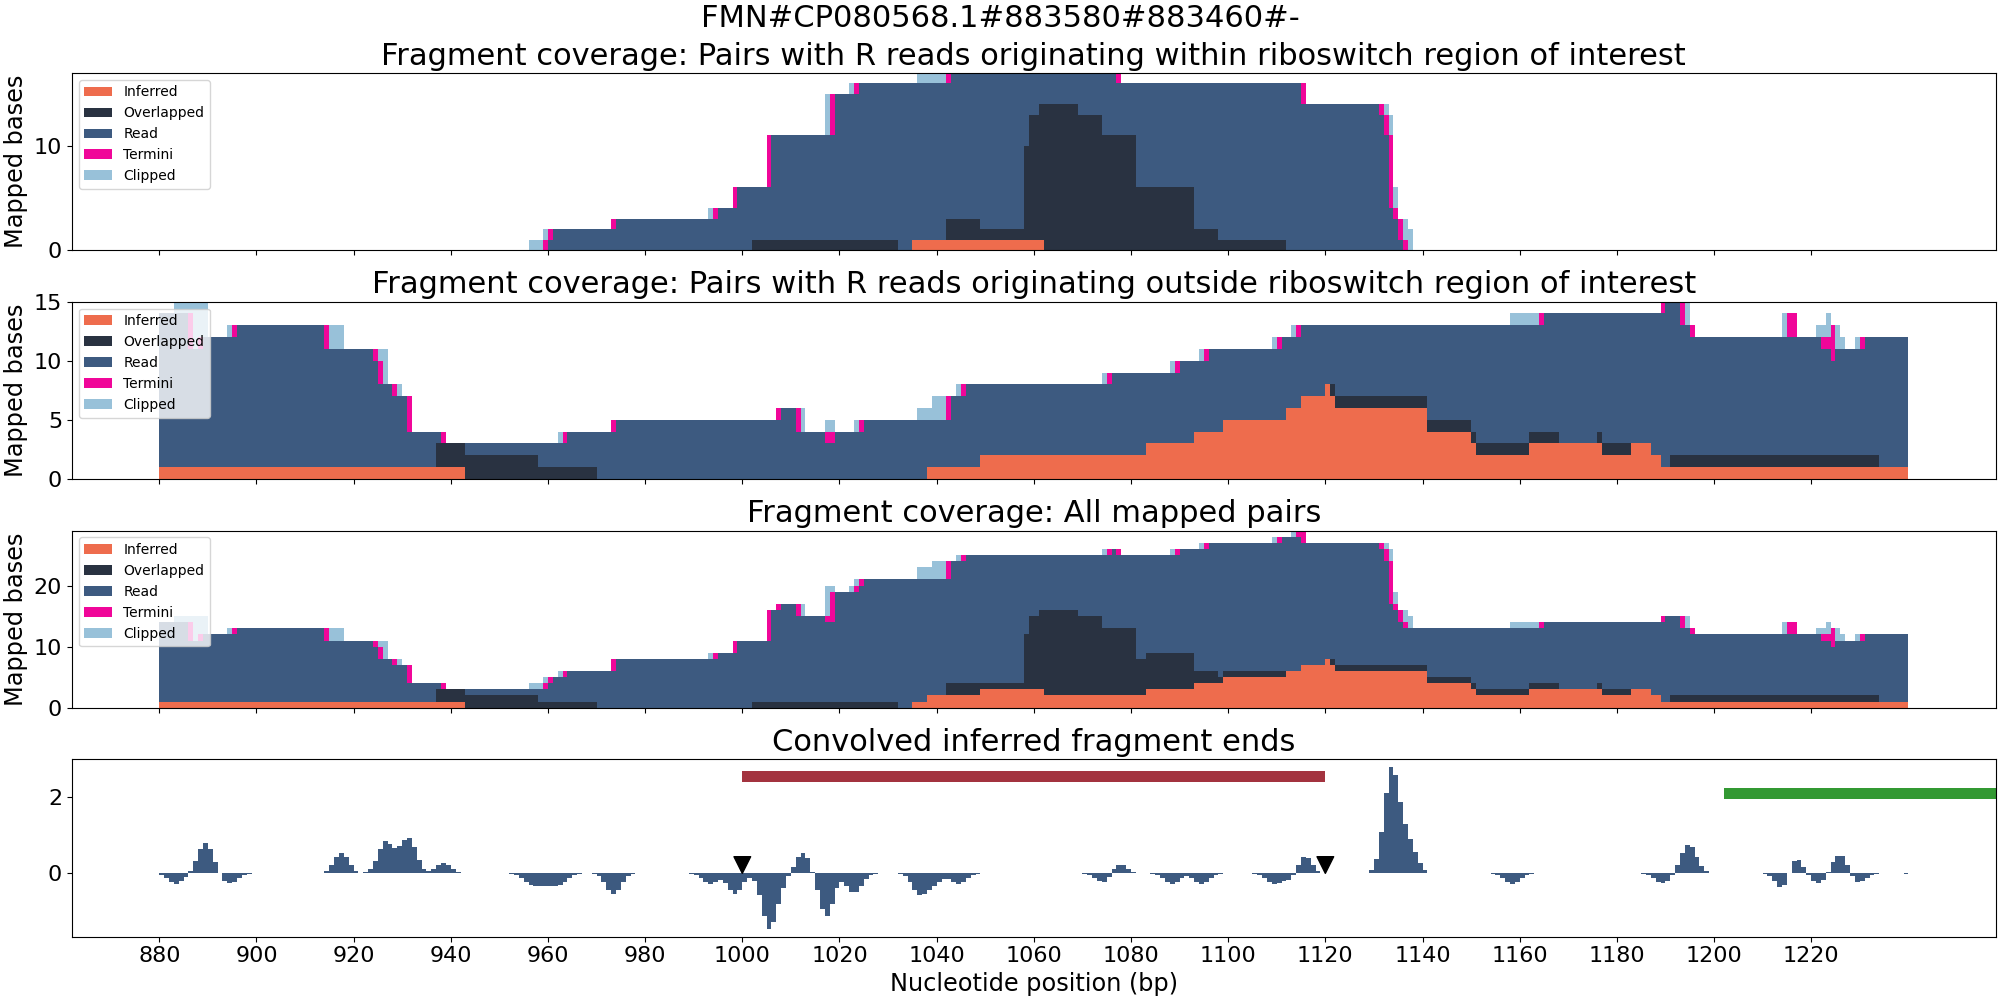 FMN#CP080568.1#883580#883460#-
Fragment coverage: Pairs with R reads originating within riboswitch region of interest
Mapped bases
10
0
Inferred
Overlapped
Read
Termini
Clipped
Fragment coverage: Pairs with R reads originating outside riboswitch region of interest
Mapped bases
15
10
5
0
Inferred
Overlapped
Read
Termini
Clipped
Fragment coverage: All mapped pairs
Mapped bases
20
10
0
Inferred
Overlapped
Read
Termini
Clipped
Convolved inferred fragment ends
2
0
880 900 920 940 960 980 1000 1020 1040 1060 1080 1100 1120 1140 1160 1180 1200 1220
Nucleotide position (bp)